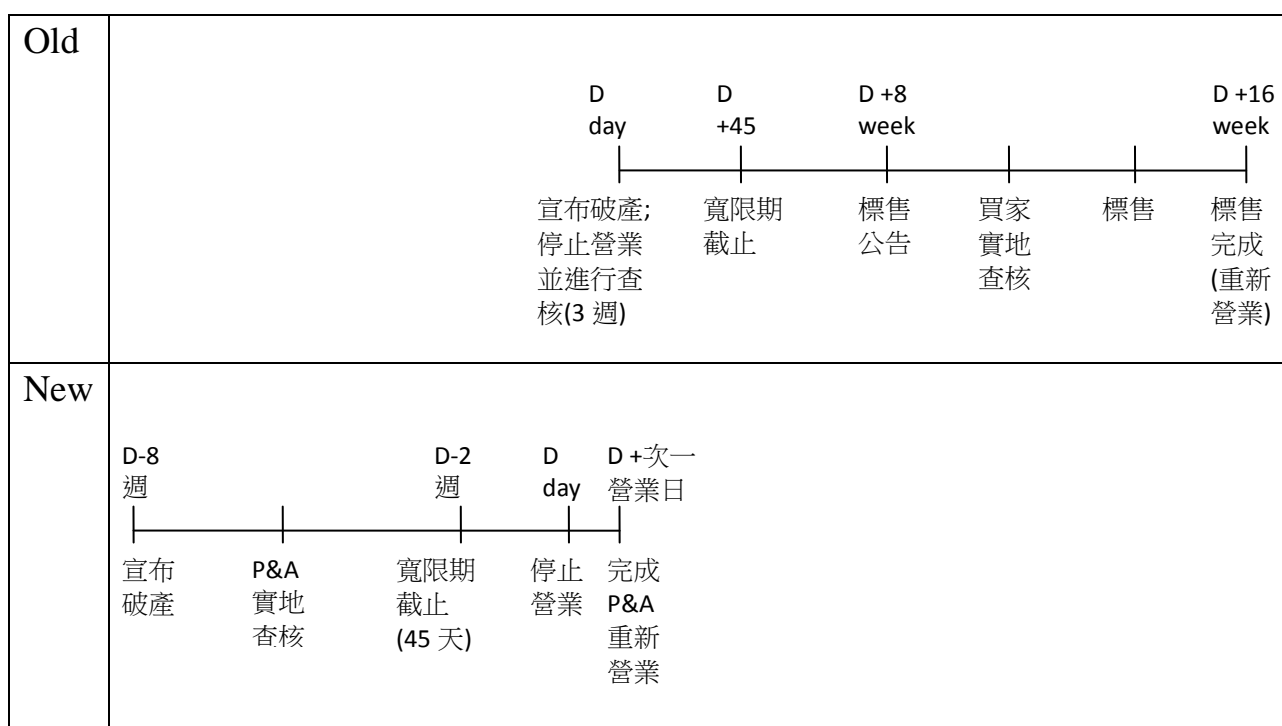 Old
D
day
D
+45
D +8
week
D +16
week
宣布破產;
停止營業
並進行查
核(3 週)
寬限期
截止
標售
公告
買家
實地
查核
標售
標售
完成
(重新
營業)
New
D-8
週
D-2
週
D
day
D +次一
營業日
宣布
破產
P&A
實地
查核
寬限期
截止
(45 天)
停止
營業
完成
P&A
重新
營業